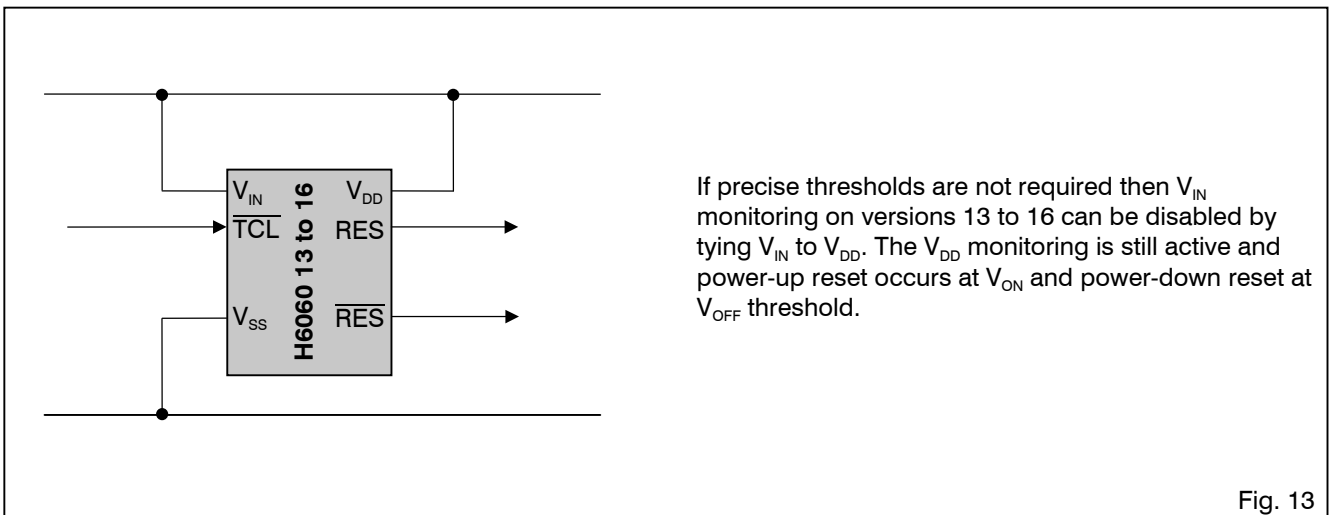 V_IN
V_DD
TCL
RES
V_SS
RES
H6060 13 to 16
If precise thresholds are not required then V_IN
monitoring on versions 13 to 16 can be disabled by
tying V_IN to V_DD. The V_DD monitoring is still active and
power-up reset occurs at V_ON and power-down reset at
V_OFF threshold.
Fig. 13